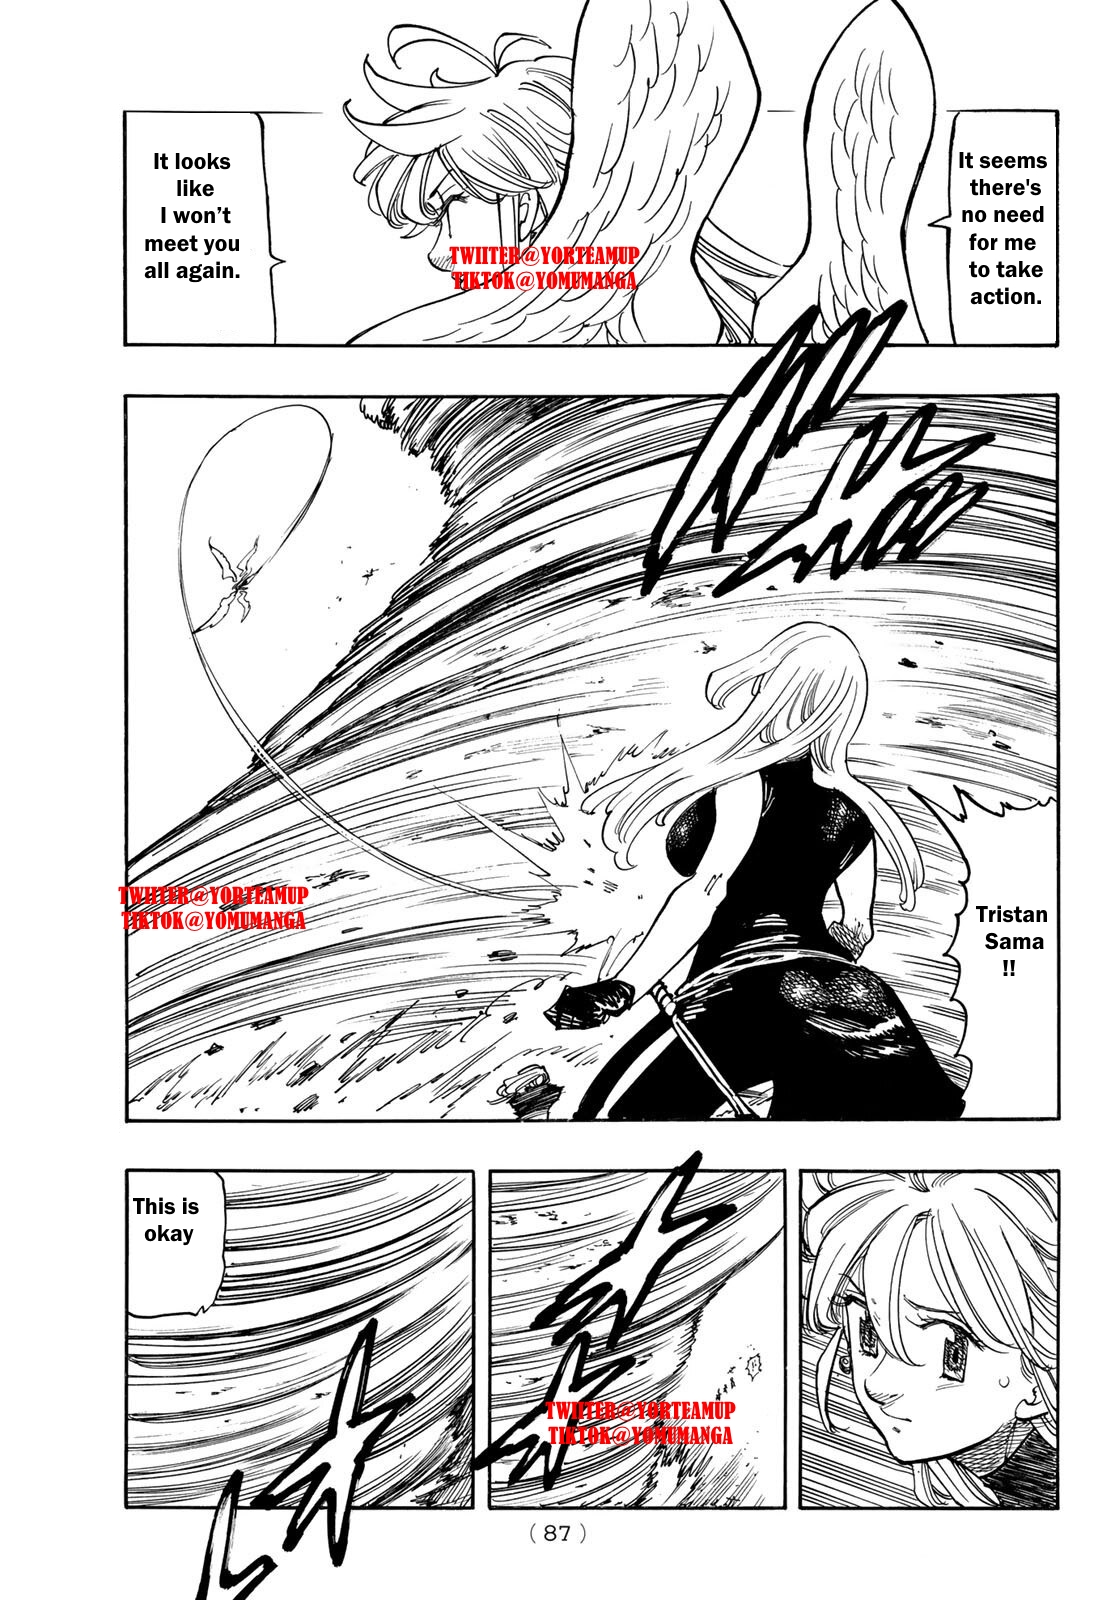 It seems
there's
no need
for me
to take
action.
It looks
like
I won't
meet you
all again.
TWIITER@YORTEAMUP
TIKTOK@YOMUMANGA
Tristan
Sama
!!
TWIITER@YORTEAMUP
TIKTOK@YOMUMANGA
TWIITER@YORTEAMUP
TIKTOK@YOMUMANGA
This is
okay
(87)